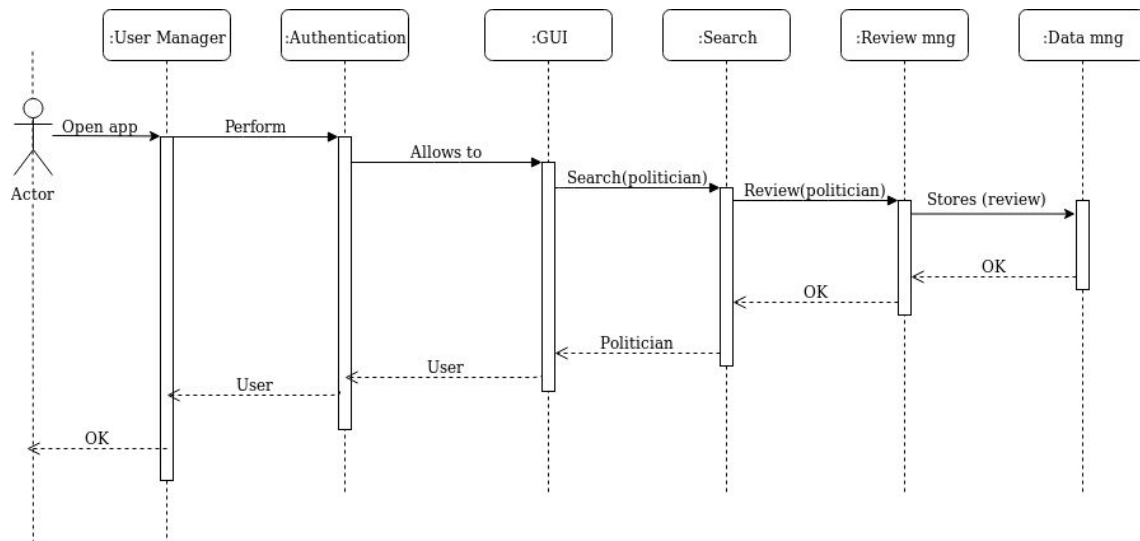 :User Manager
:Authentication
:GUI
:Search
:Review mng
:Data mng
Open app
Perform
Allows to
Search(politician)
Review(politician)
Stores (review)
Actor
OK
OK
Politician
User
User
OK